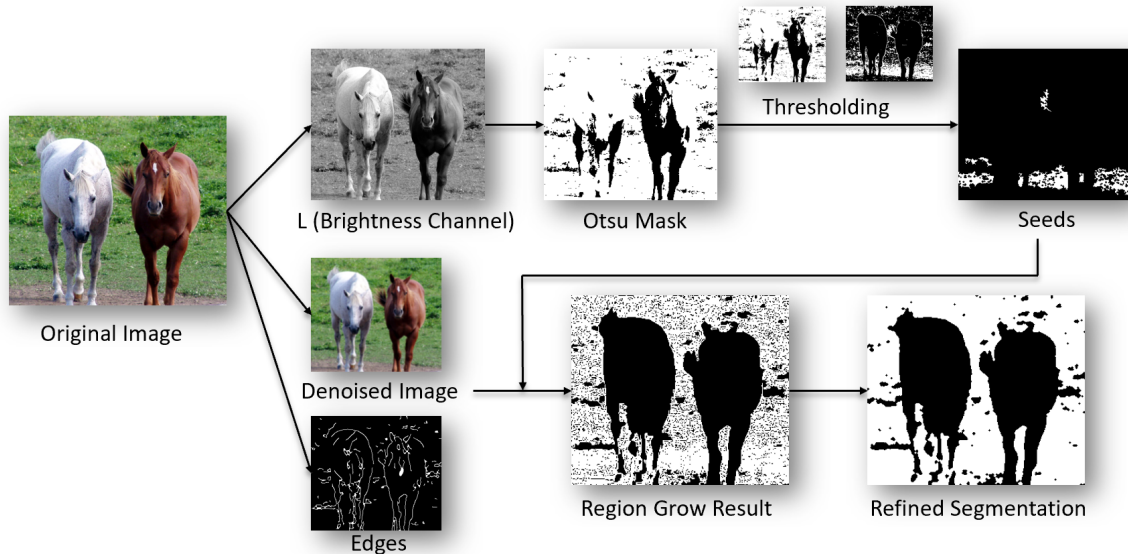 Thresholding
L (Brightness Channel)
Otsu Mask
Seeds
Original Image
Denoised Image
Edges
Region Grow Result
Refined Segmentation